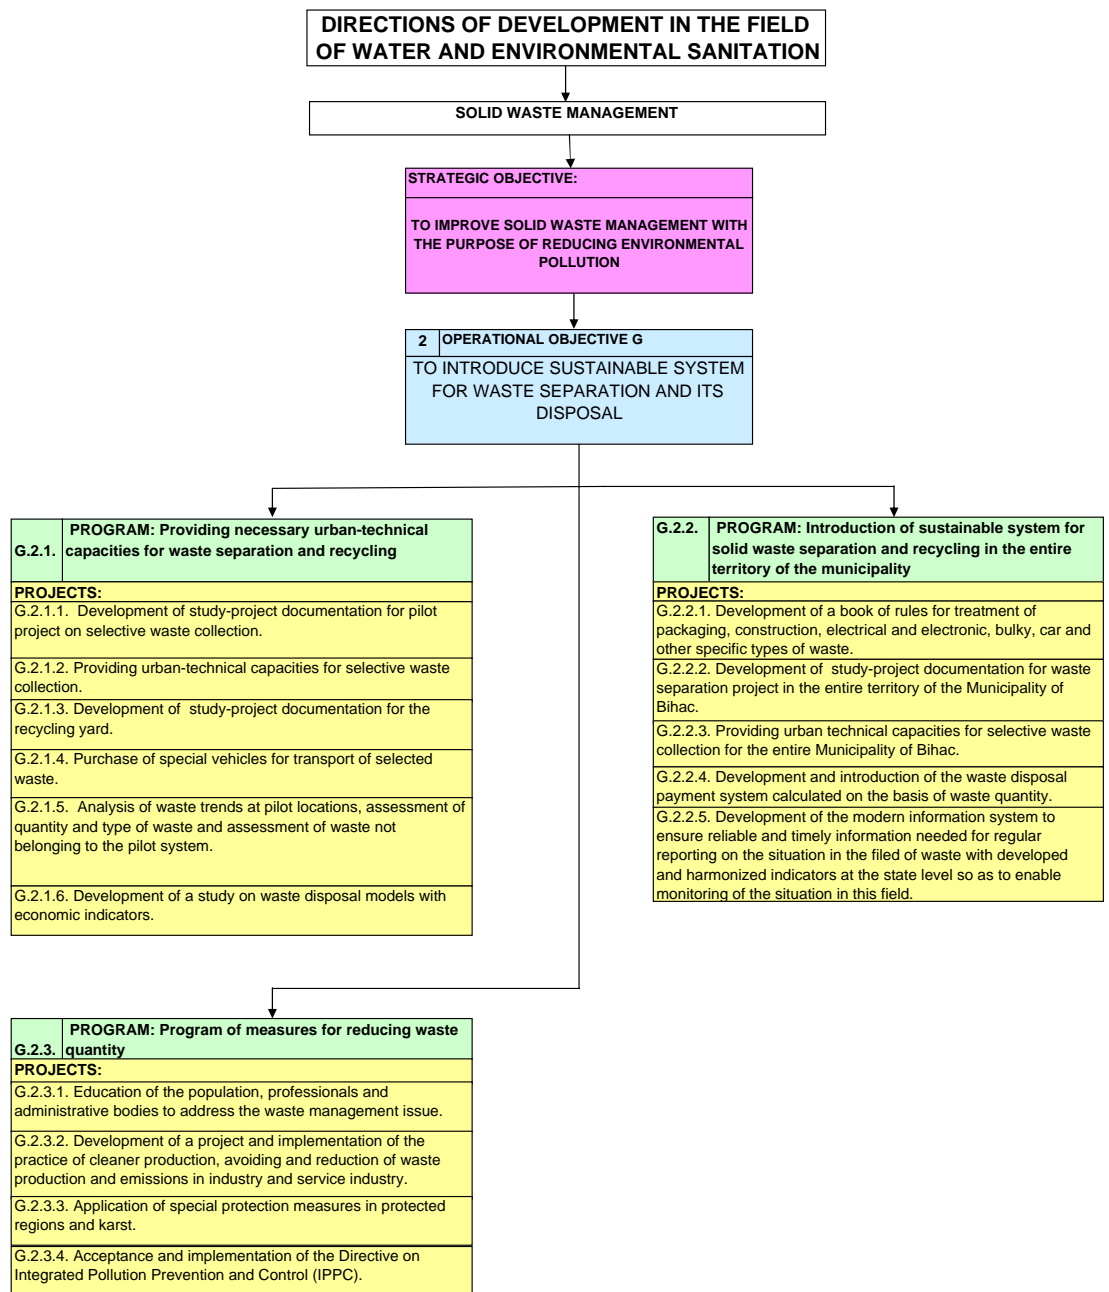 DIRECTIONS OF DEVELOPMENT IN THE FIELD
OF WATER AND ENVIRONMENTAL SANITATION
SOLID WASTE MANAGEMENT
STRATEGIC OBJECTIVE:
TO IMPROVE SOLID WASTE MANAGEMENT WITH
THE PURPOSE OF REDUCING ENVIRONMENTAL
POLLUTION
2 OPERATIONAL OBJECTIVE G
TO INTRODUCE SUSTAINABLE SYSTEM
FOR WASTE SEPARATION AND ITS
DISPOSAL
G.2.1. PROGRAM: Providing necessary urban-technical
capacities for waste separation and recycling
PROJECTS:
G.2.1.1. Development of study-project documentation for pilot
project on selective waste collection.
G.2.1.2. Providing urban-technical capacities for selective waste
collection.
G.2.1.3. Development of study-project documentation for the
recycling yard.
G.2.1.4. Purchase of special vehicles for transport of selected
waste.
G.2.1.5. Analysis of waste trends at pilot locations, assessment of
quantity and type of waste and assessment of waste not
belonging to the pilot system.
G.2.1.6. Development of a study on waste disposal models with
economic indicators.
G.2.2. PROGRAM: Introduction of sustainable system for
solid waste separation and recycling in the entire
territory of the municipality
PROJECTS:
G.2.2.1. Development of a book of rules for treatment of
packaging, construction, electrical and electronic, bulky, car and
other specific types of waste.
G.2.2.2. Development of study-project documentation for waste
separation project in the entire territory of the Municipality of
Bihac.
G.2.2.3. Providing urban technical capacities for selective waste
collection for the entire Municipality of Bihac.
G.2.2.4. Development and introduction of the waste disposal
payment system calculated on the basis of waste quantity.
G.2.2.5. Development of the modern information system to
ensure reliable and timely information needed for regular
reporting on the situation in the filed of waste with developed
and harmonized indicators at the state level so as to enable
monitoring of the situation in this field.
G.2.3. PROGRAM: Program of measures for reducing waste
quantity
PROJECTS:
G.2.3.1. Education of the population, professionals and
administrative bodies to address the waste management issue.
G.2.3.2. Development of a project and implementation of the
practice of cleaner production, avoiding and reduction of waste
production and emissions in industry and service industry.
G.2.3.3. Application of special protection measures in protected
regions and karst.
G.2.3.4. Acceptance and implementation of the Directive on
Integrated Pollution Prevention and Control (IPPC).